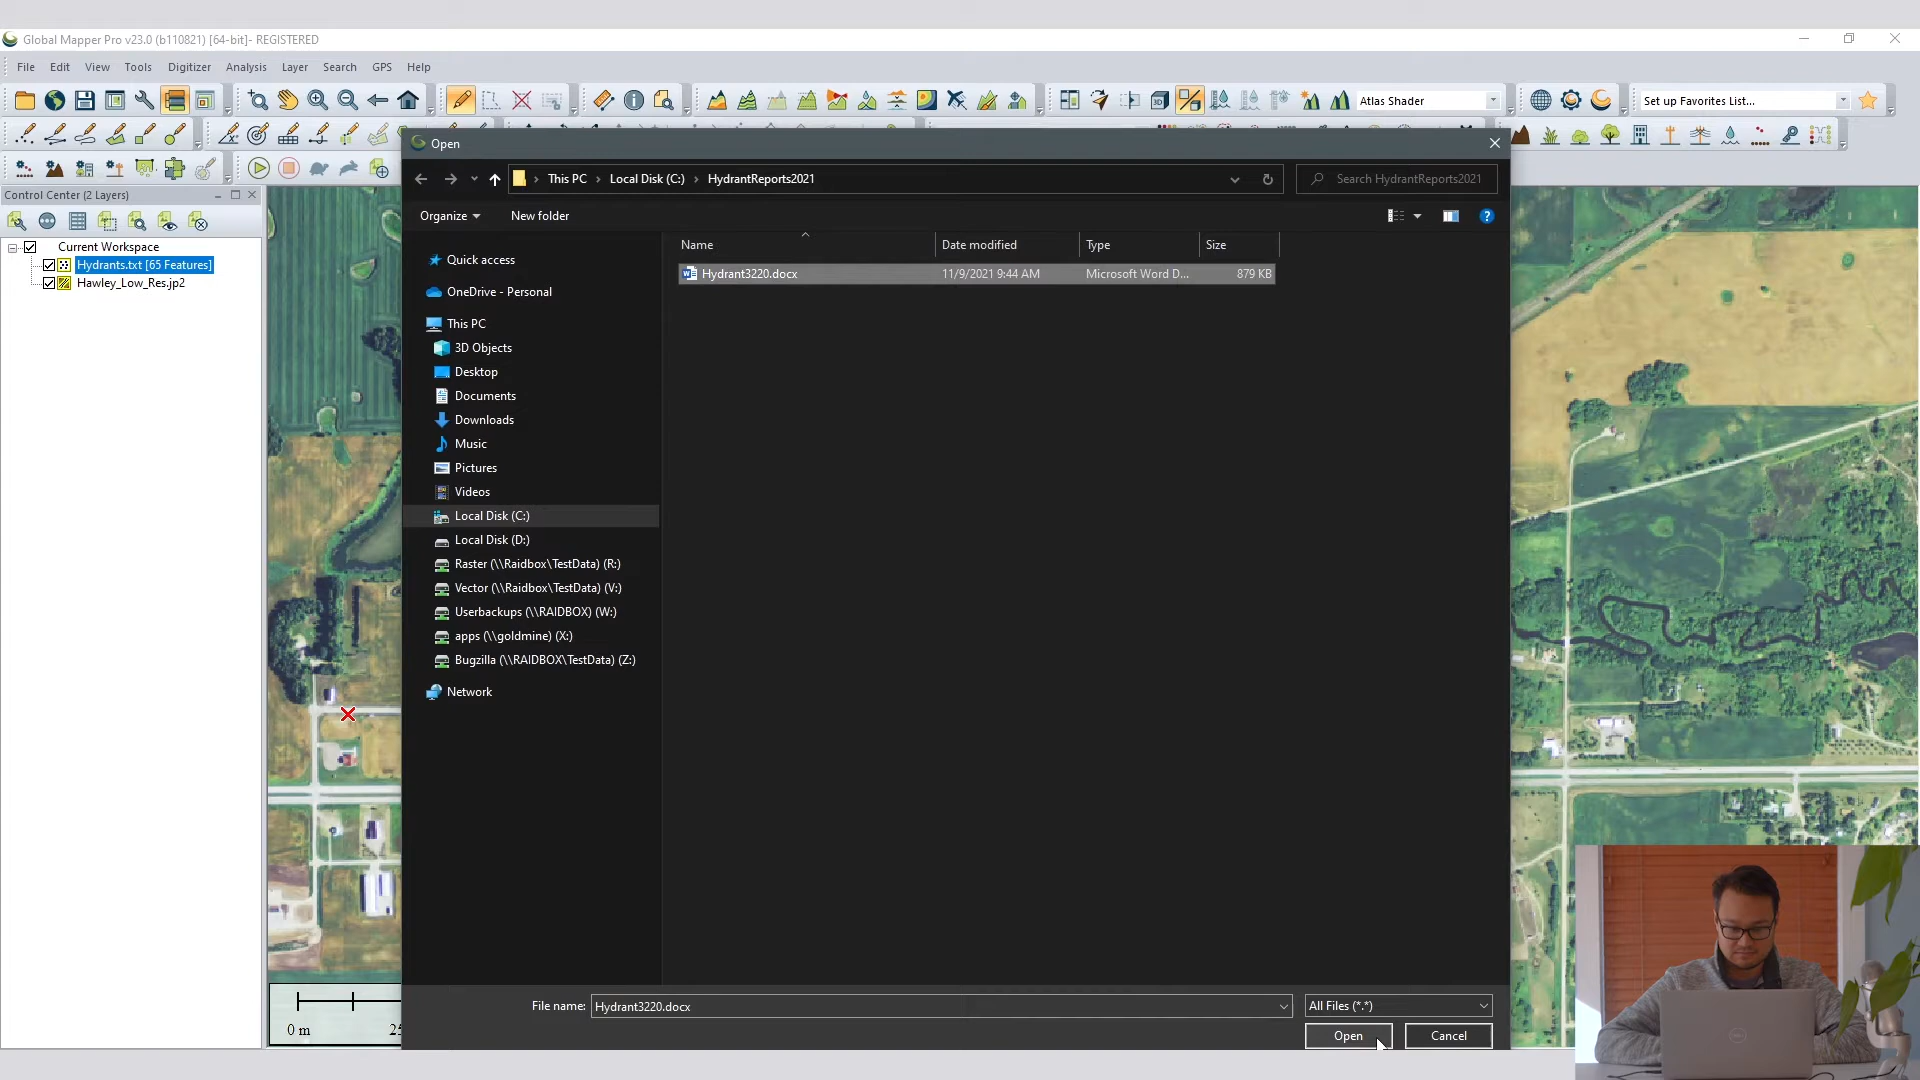 Global Mapper Pro v23.0 (b110821) [64-bit]- REGISTERED
File Edit View Tools Digitizer Analysis Layer Search GPS Help
Atlas Shader
Set up Favorites List...
Control Center (2 Layers)
Current Workspace
Hydrants.txt [65 Features]
Hawley_Low_Res.jp2
Open
This PC › Local Disk (C:) › HydrantReports2021
Search HydrantReports2021
Organize
New folder
Name Date modified Type Size
Hydrant3220.docx 11/9/2021 9:44 AM Microsoft Word D... 879 KB
Quick access
OneDrive - Personal
This PC
3D Objects
Desktop
Documents
Downloads
Music
Pictures
Videos
Local Disk (C:)
Local Disk (D:)
Raster (\\Raidbox\TestData) (R:)
Vector (\\Raidbox\TestData) (V:)
Userbackups (\\RAIDBOX) (W:)
apps (\\goldmine) (X:)
Bugzilla (\\RAIDBOX\TestData) (Z:)
Network
File name: Hydrant3220.docx
All Files (*.*)
Open Cancel
0 m